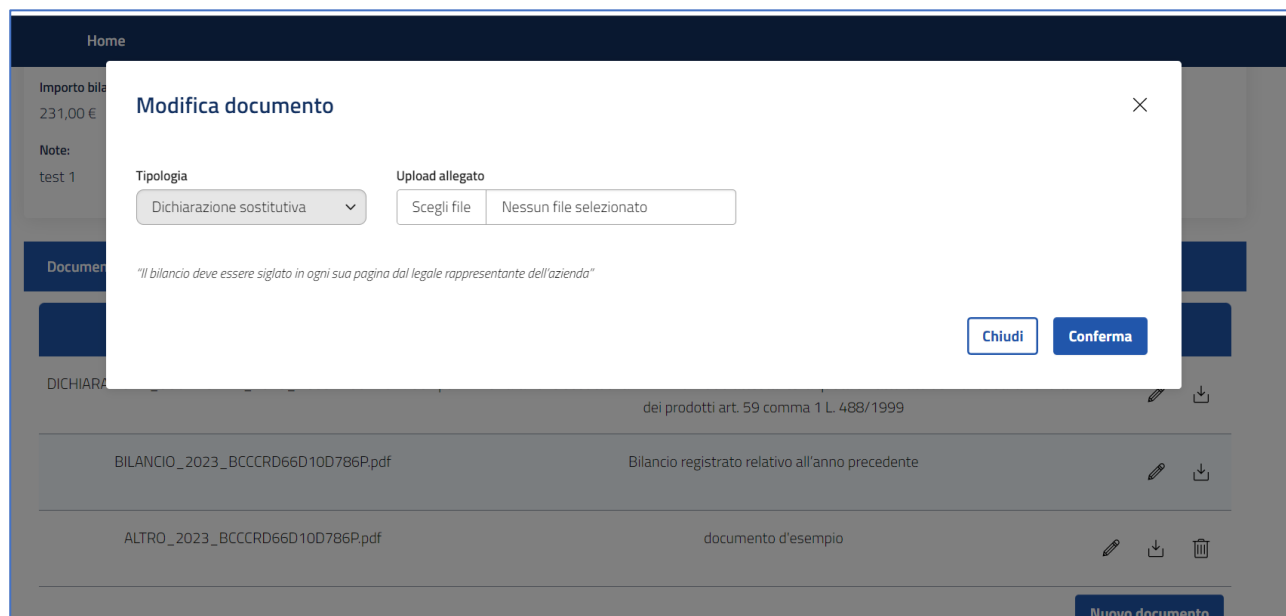 Home
Importo bila
231,00 €
Note:
test 1
Modifica documento
Tipologia
Upload allegato
Dichiarazione sostitutiva
Scegli file
Nessun file selezionato
"Il bilancio deve essere siglato in ogni sua pagina dal legale rappresentante dell'azienda"
Chiudi
Conferma
Documen
DICHIARA
dei prodotti art. 59 comma 1 L. 488/1999
BILANCIO_2023_BCCCRD66D10D786P.pdf
Bilancio registrato relativo all'anno precedente
ALTRO_2023_BCCCRD66D10D786P.pdf
documento d'esempio
Nuovo documento